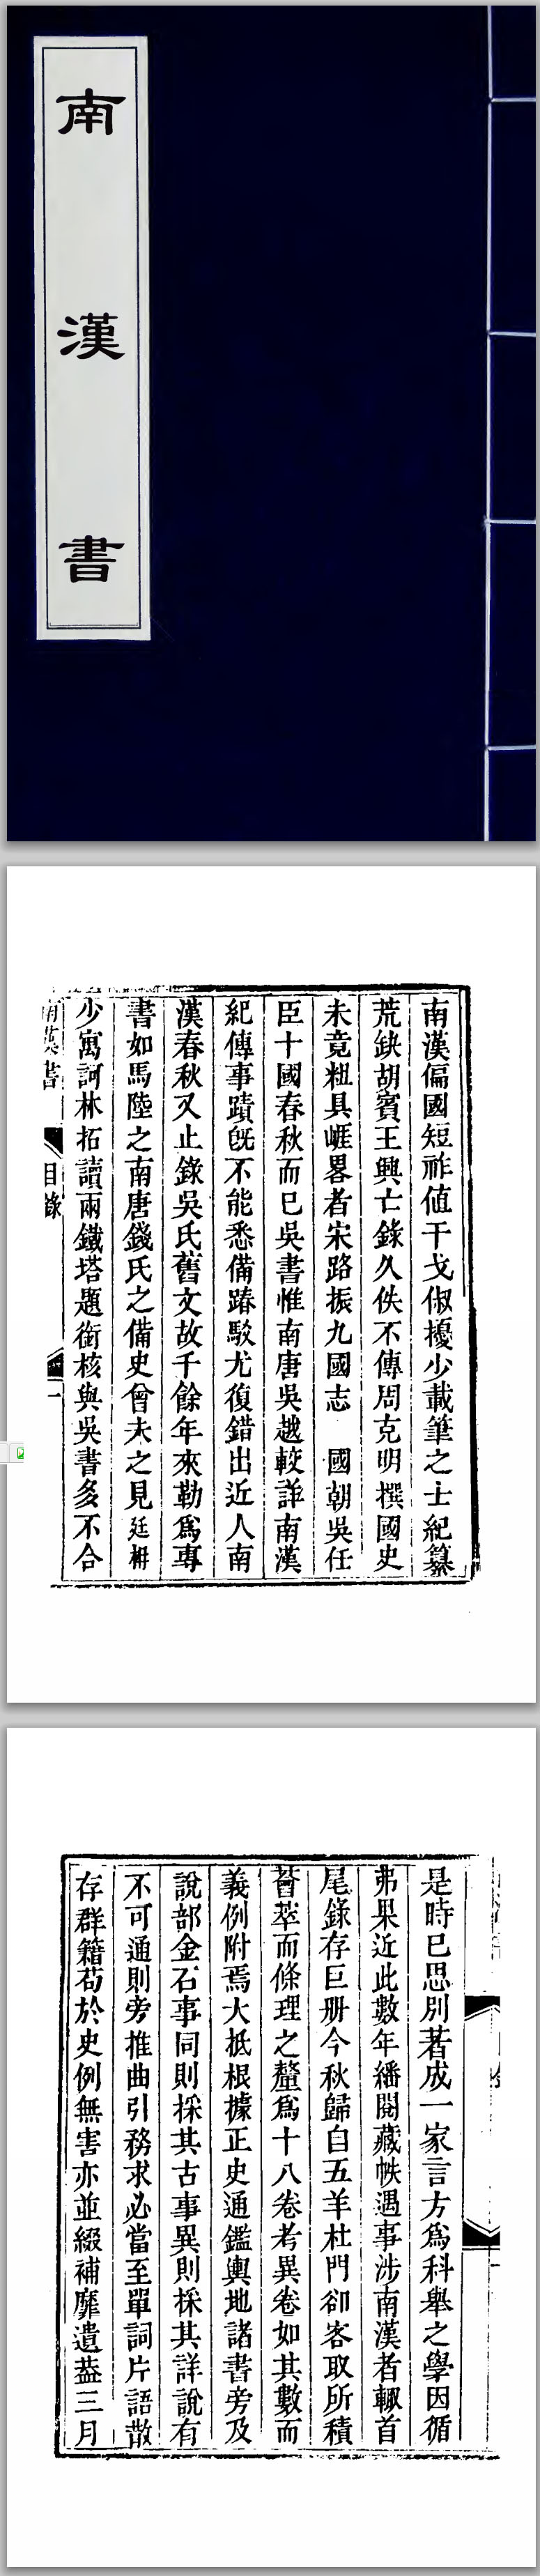 南漢書
南漢偏國短祚值干戈俶擾少載筆之士紀纂
荒鈌胡賓王興亡錄久佚不傳周克明撰國史
未竟粗具崕畧者宋路振九國志　國朝吳任
臣十國春秋而已吳書惟南唐吳越較詳南漢
紀傳事蹟旣不能悉備踳駁尤復錯出近人南
漢春秋又止錄吳氏舊文故千餘年來勒爲專
書如馬陸之南唐錢氏之備史曾未之見廷枏
少寓訶林拓讀兩鐵塔題銜核與吳書多不合
南漢書
目錄
一
是時已思別著成一家言方爲科舉之學因循
弗果近此數年繙閱藏帙遇事涉南漢者輙首
尾錄存巨册今秋歸自五羊杜門卻客取所積
薈萃而條理之釐爲十八卷考異卷如其數而
義例附焉大抵根據正史通鑑輿地諸書旁及
說部金石事同則採其古事異則採其詳說有
不可通則旁推曲引務求必當至單詞片語散
存群籍苟於史例無害亦並綴補靡遺葢三月